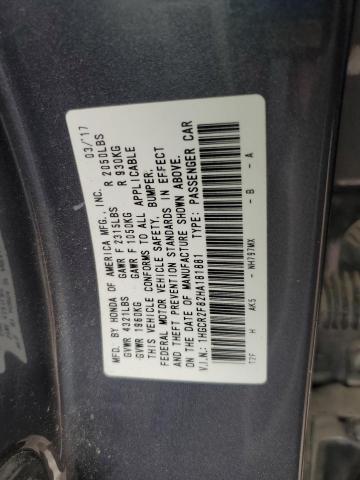 MFD. BY HONDA OF AMERICA MFG., INC. 03/17
GVWR 4321LBS GAWR F 2315LBS R 2050LBS
GVWR 1960KG GAWR F 1050KG R 930KG
THIS VEHICLE CONFORMS TO ALL APPLICABLE
FEDERAL MOTOR VEHICLE SAFETY, BUMPER,
AND THEFT PREVENTION STANDARDS IN EFFECT
ON THE DATE OF MANUFACTURE SHOWN ABOVE.
V.I.N.: 1HGCR2F82HA181881 TYPE: PASSENGER CAR
12F H AK5 - NH797MX - B - A